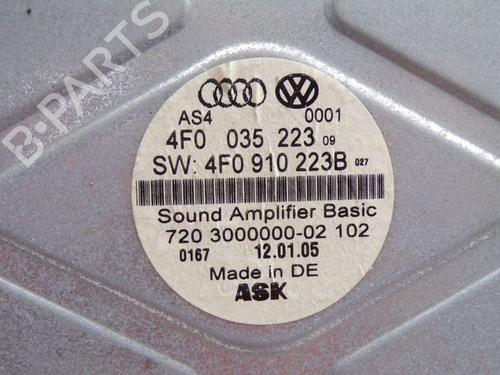 B-PARTS
AS4 0001
4F0 035 223 09
SW: 4F0 910 223B 027
Sound Amplifier Basic
720 3000000-02 102
0167 12.01.05
Made in DE
ASK